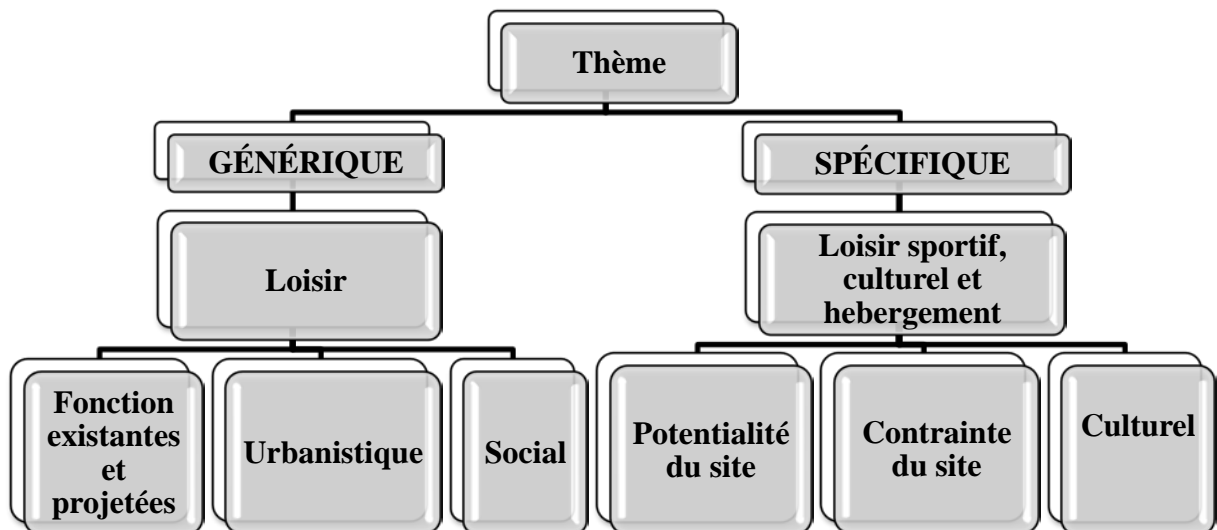 Thème
GÉNÉRIQUE
SPÉCIFIQUE
Loisir
Loisir sportif,
culturel et
hebergement
Fonction
existantes
et
projetées
Urbanistique
Social
Potentialité
du site
Contrainte
du site
Culturel